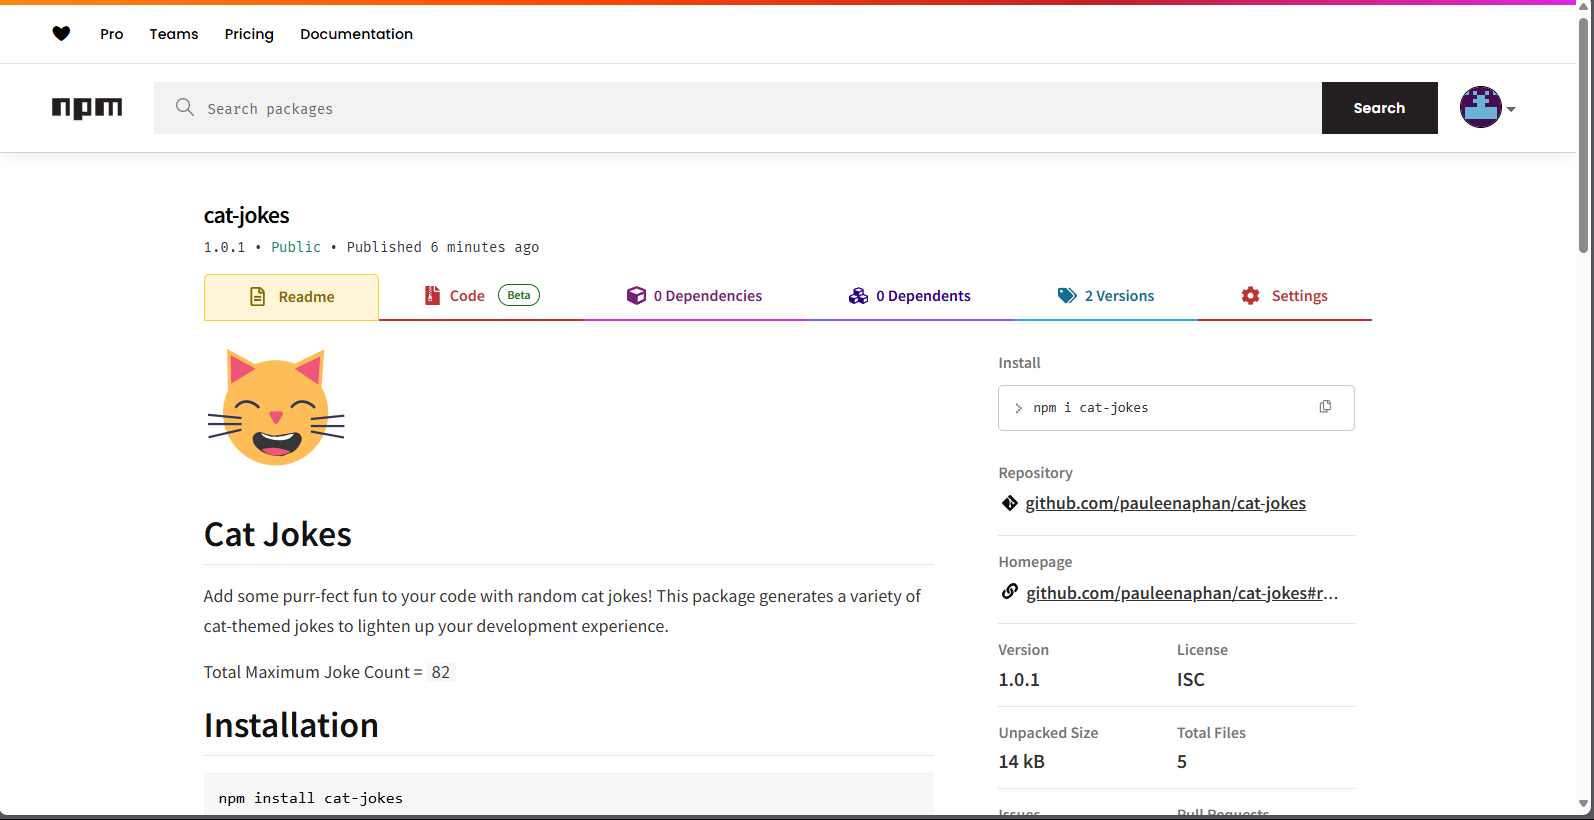 Pro Teams Pricing Documentation
npm Search packages Search
cat-jokes
1.0.1 • Public • Published 6 minutes ago
Readme Code Beta 0 Dependencies 0 Dependents 2 Versions Settings
Cat Jokes
Add some purr-fect fun to your code with random cat jokes! This package generates a variety of
cat-themed jokes to lighten up your development experience.
Total Maximum Joke Count = 82
Installation
npm install cat-jokes
Install
> npm i cat-jokes
Repository
github.com/pauleenaphan/cat-jokes
Homepage
github.com/pauleenaphan/cat-jokes#r...
Version License
1.0.1 ISC
Unpacked Size Total Files
14 kB 5
Issues Pull Requests